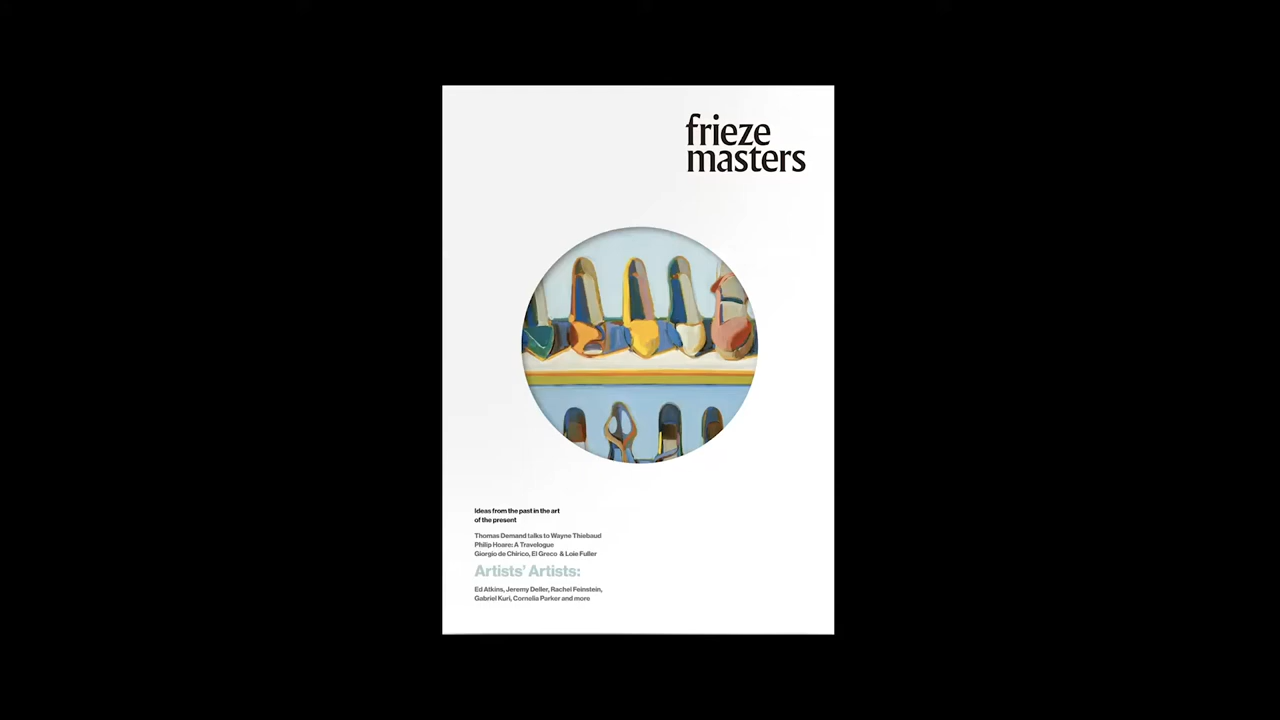 frieze
masters
Ideas from the past in the art
of the present
Thomas Demand talks to Wayne Thiebaud
Philip Hoare: A Travelogue
Giorgio de Chirico, El Greco & Loie Fuller
Artists' Artists:
Ed Atkins, Jeremy Deller, Rachel Feinstein,
Gabriel Kuri, Cornelia Parker and more